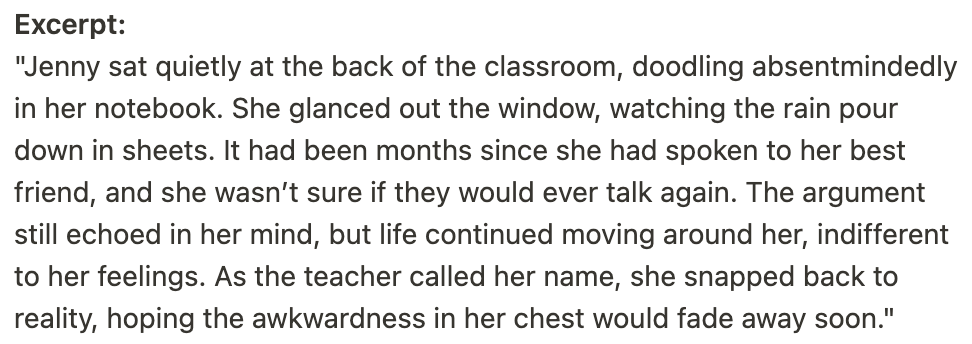 Excerpt:
"Jenny sat quietly at the back of the classroom, doodling absentmindedly
in her notebook. She glanced out the window, watching the rain pour
down in sheets. It had been months since she had spoken to her best
friend, and she wasn’t sure if they would ever talk again. The argument
still echoed in her mind, but life continued moving around her, indifferent
to her feelings. As the teacher called her name, she snapped back to
reality, hoping the awkwardness in her chest would fade away soon."